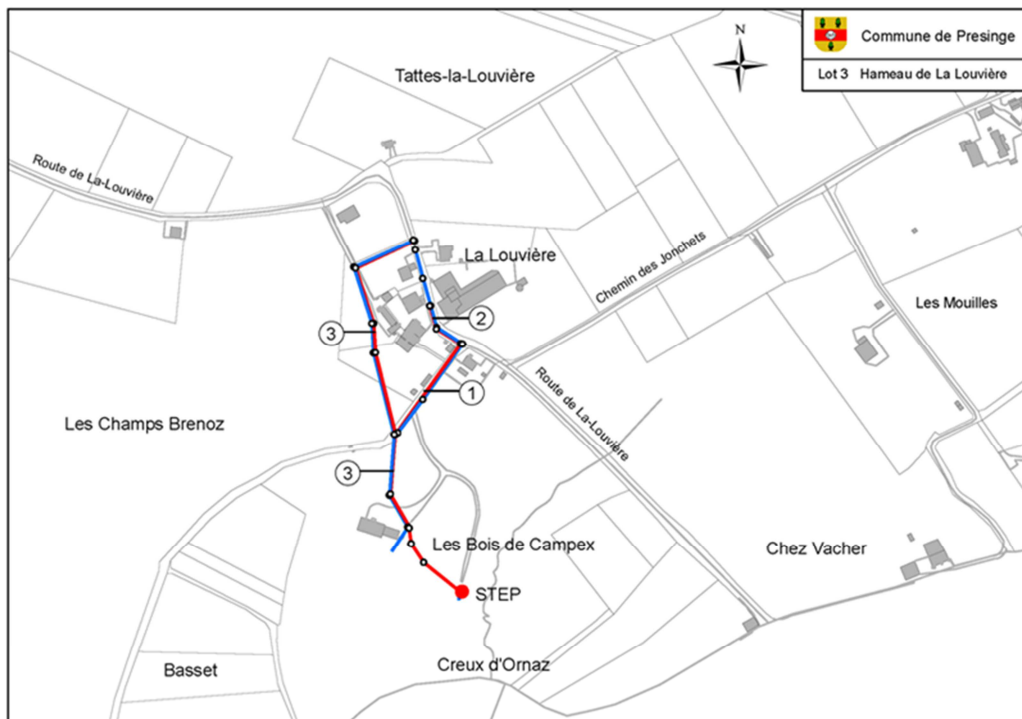 Commune de Presinge
Lot 3 Hameau de La Louvière
N
Tattes-la-Louvière
Route de La-Louvière
La Louvière
Chemin des Jonchets
Les Mouilles
2
3
1
Route de La-Louvière
Les Champs Brenoz
3
Les Bois de Campex
Chez Vacher
STEP
Basset
Creux d'Ornaz